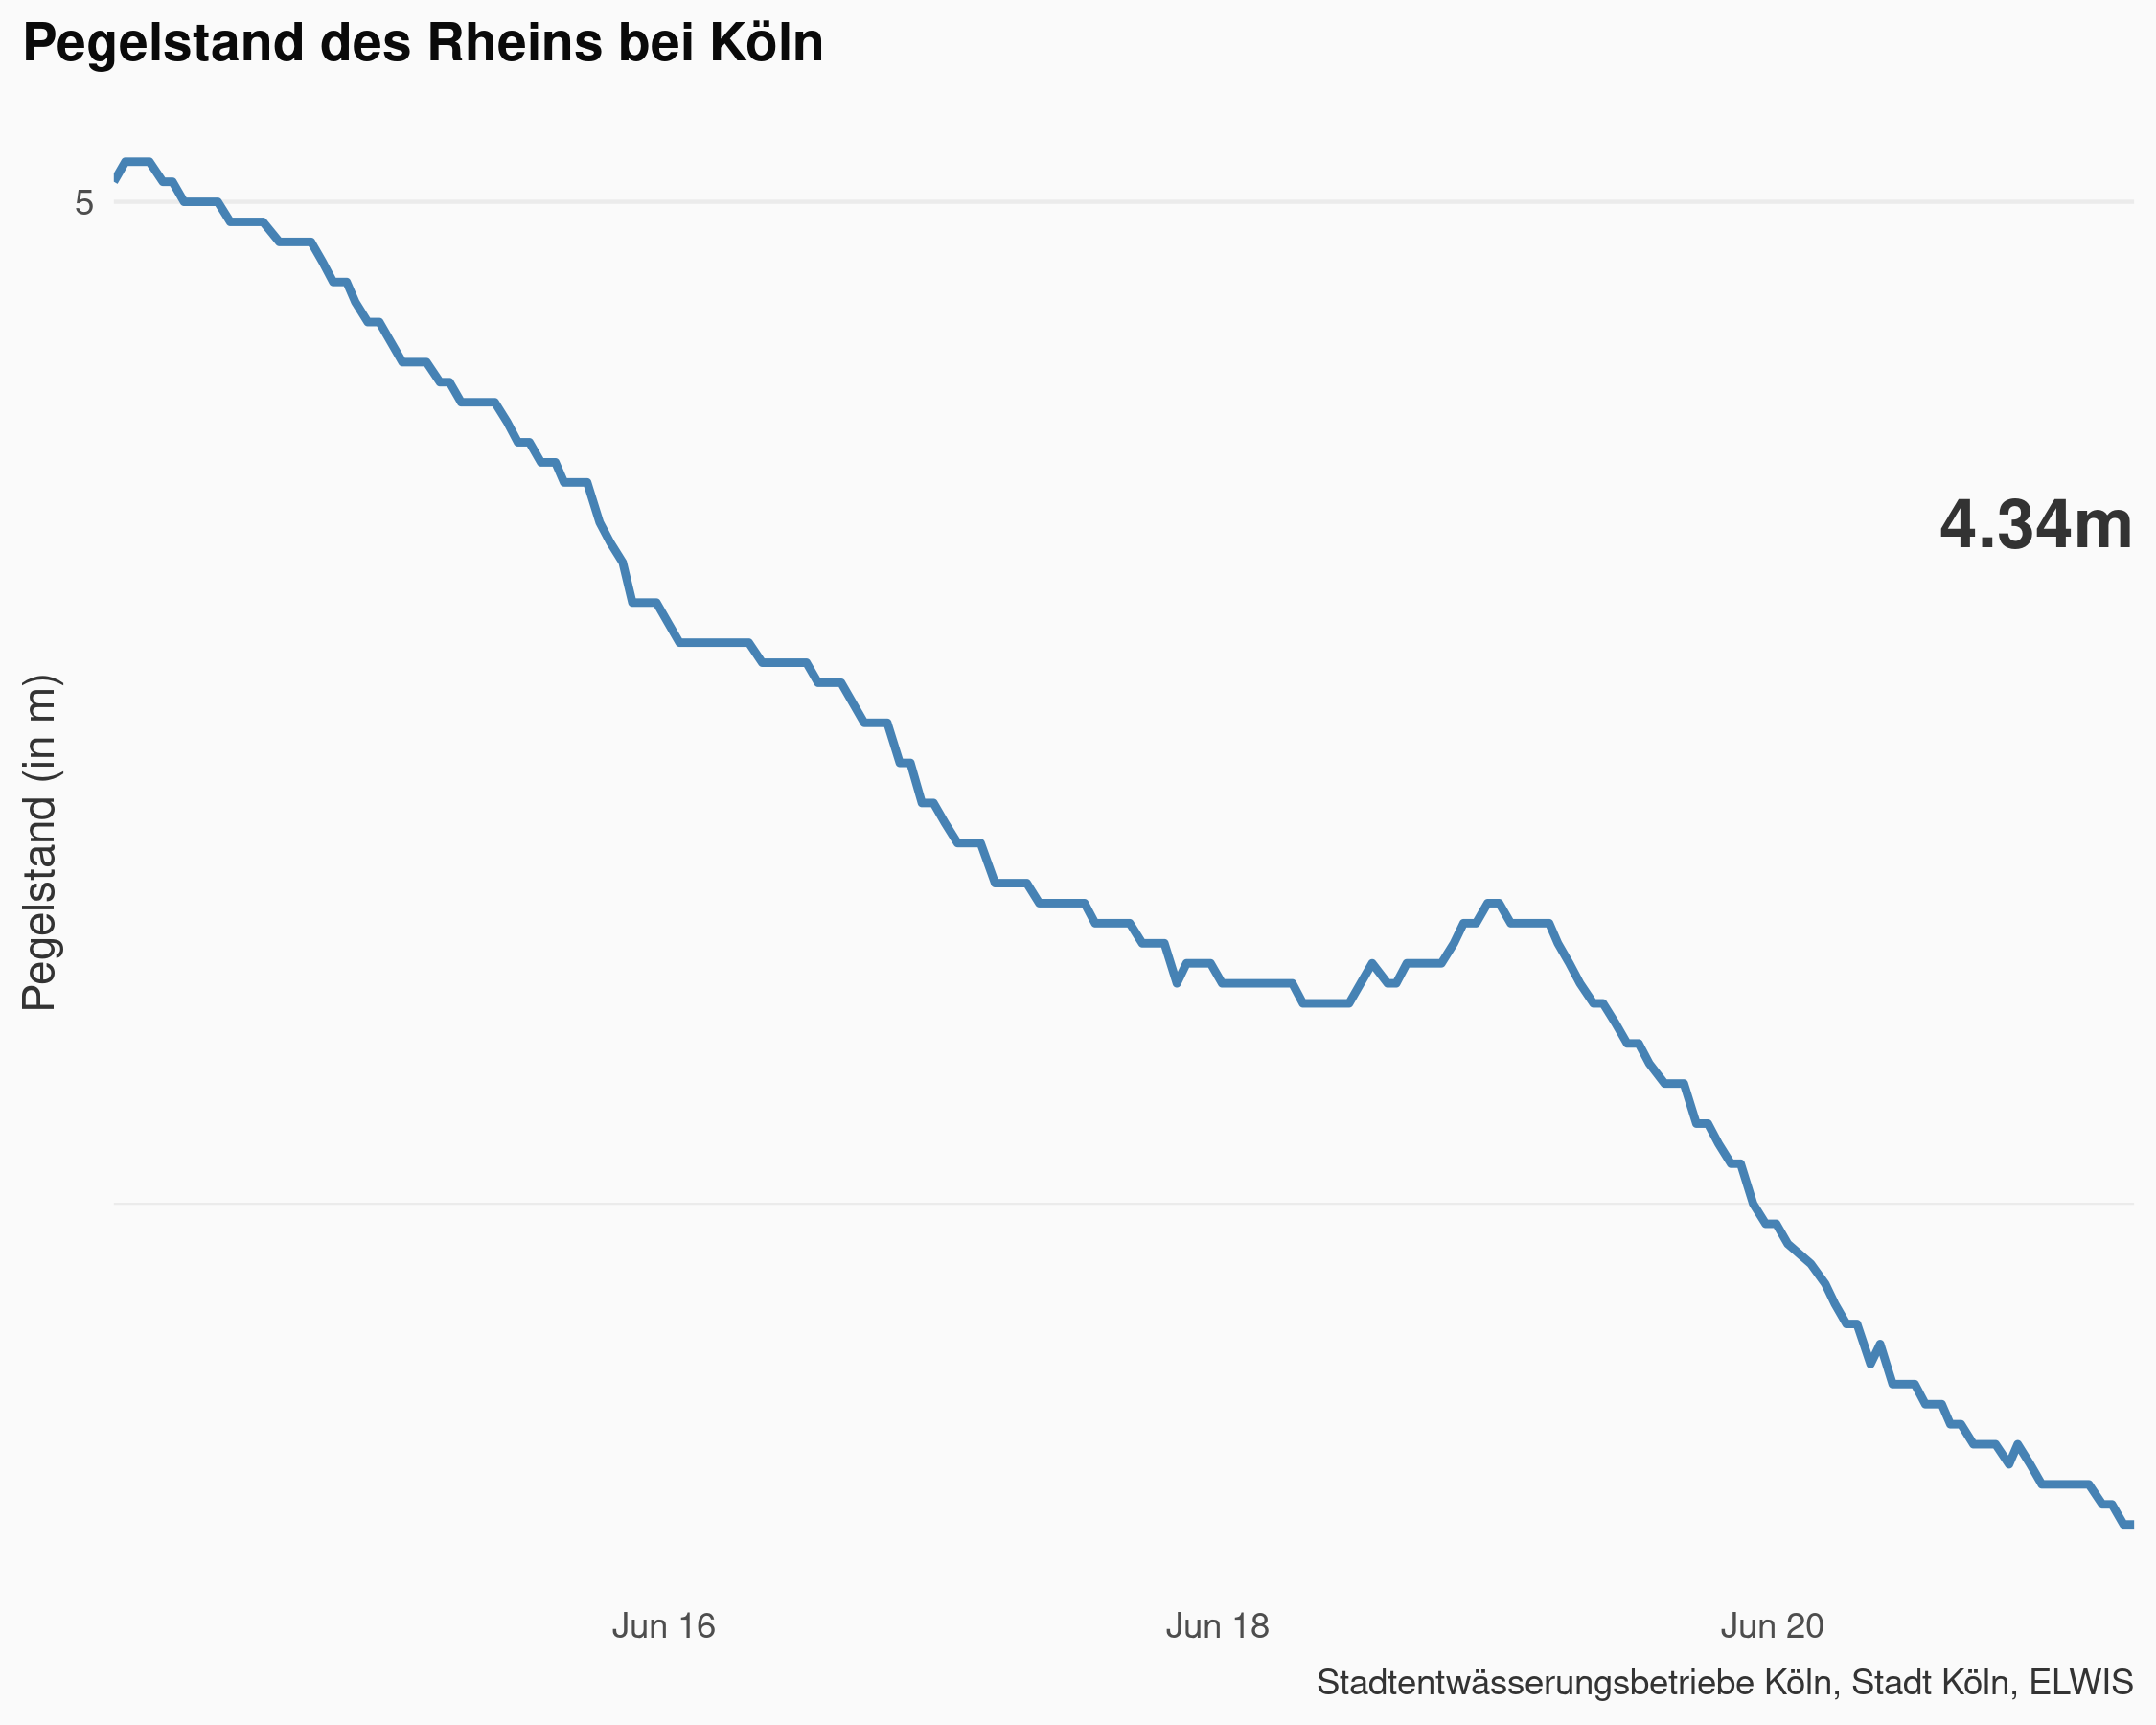 Pegelstand des Rheins bei Köln
5
4.34m
Pegelstand (in m)
Jun 16
Jun 18
Jun 20
Stadtentwässerungsbetriebe Köln, Stadt Köln, ELWIS